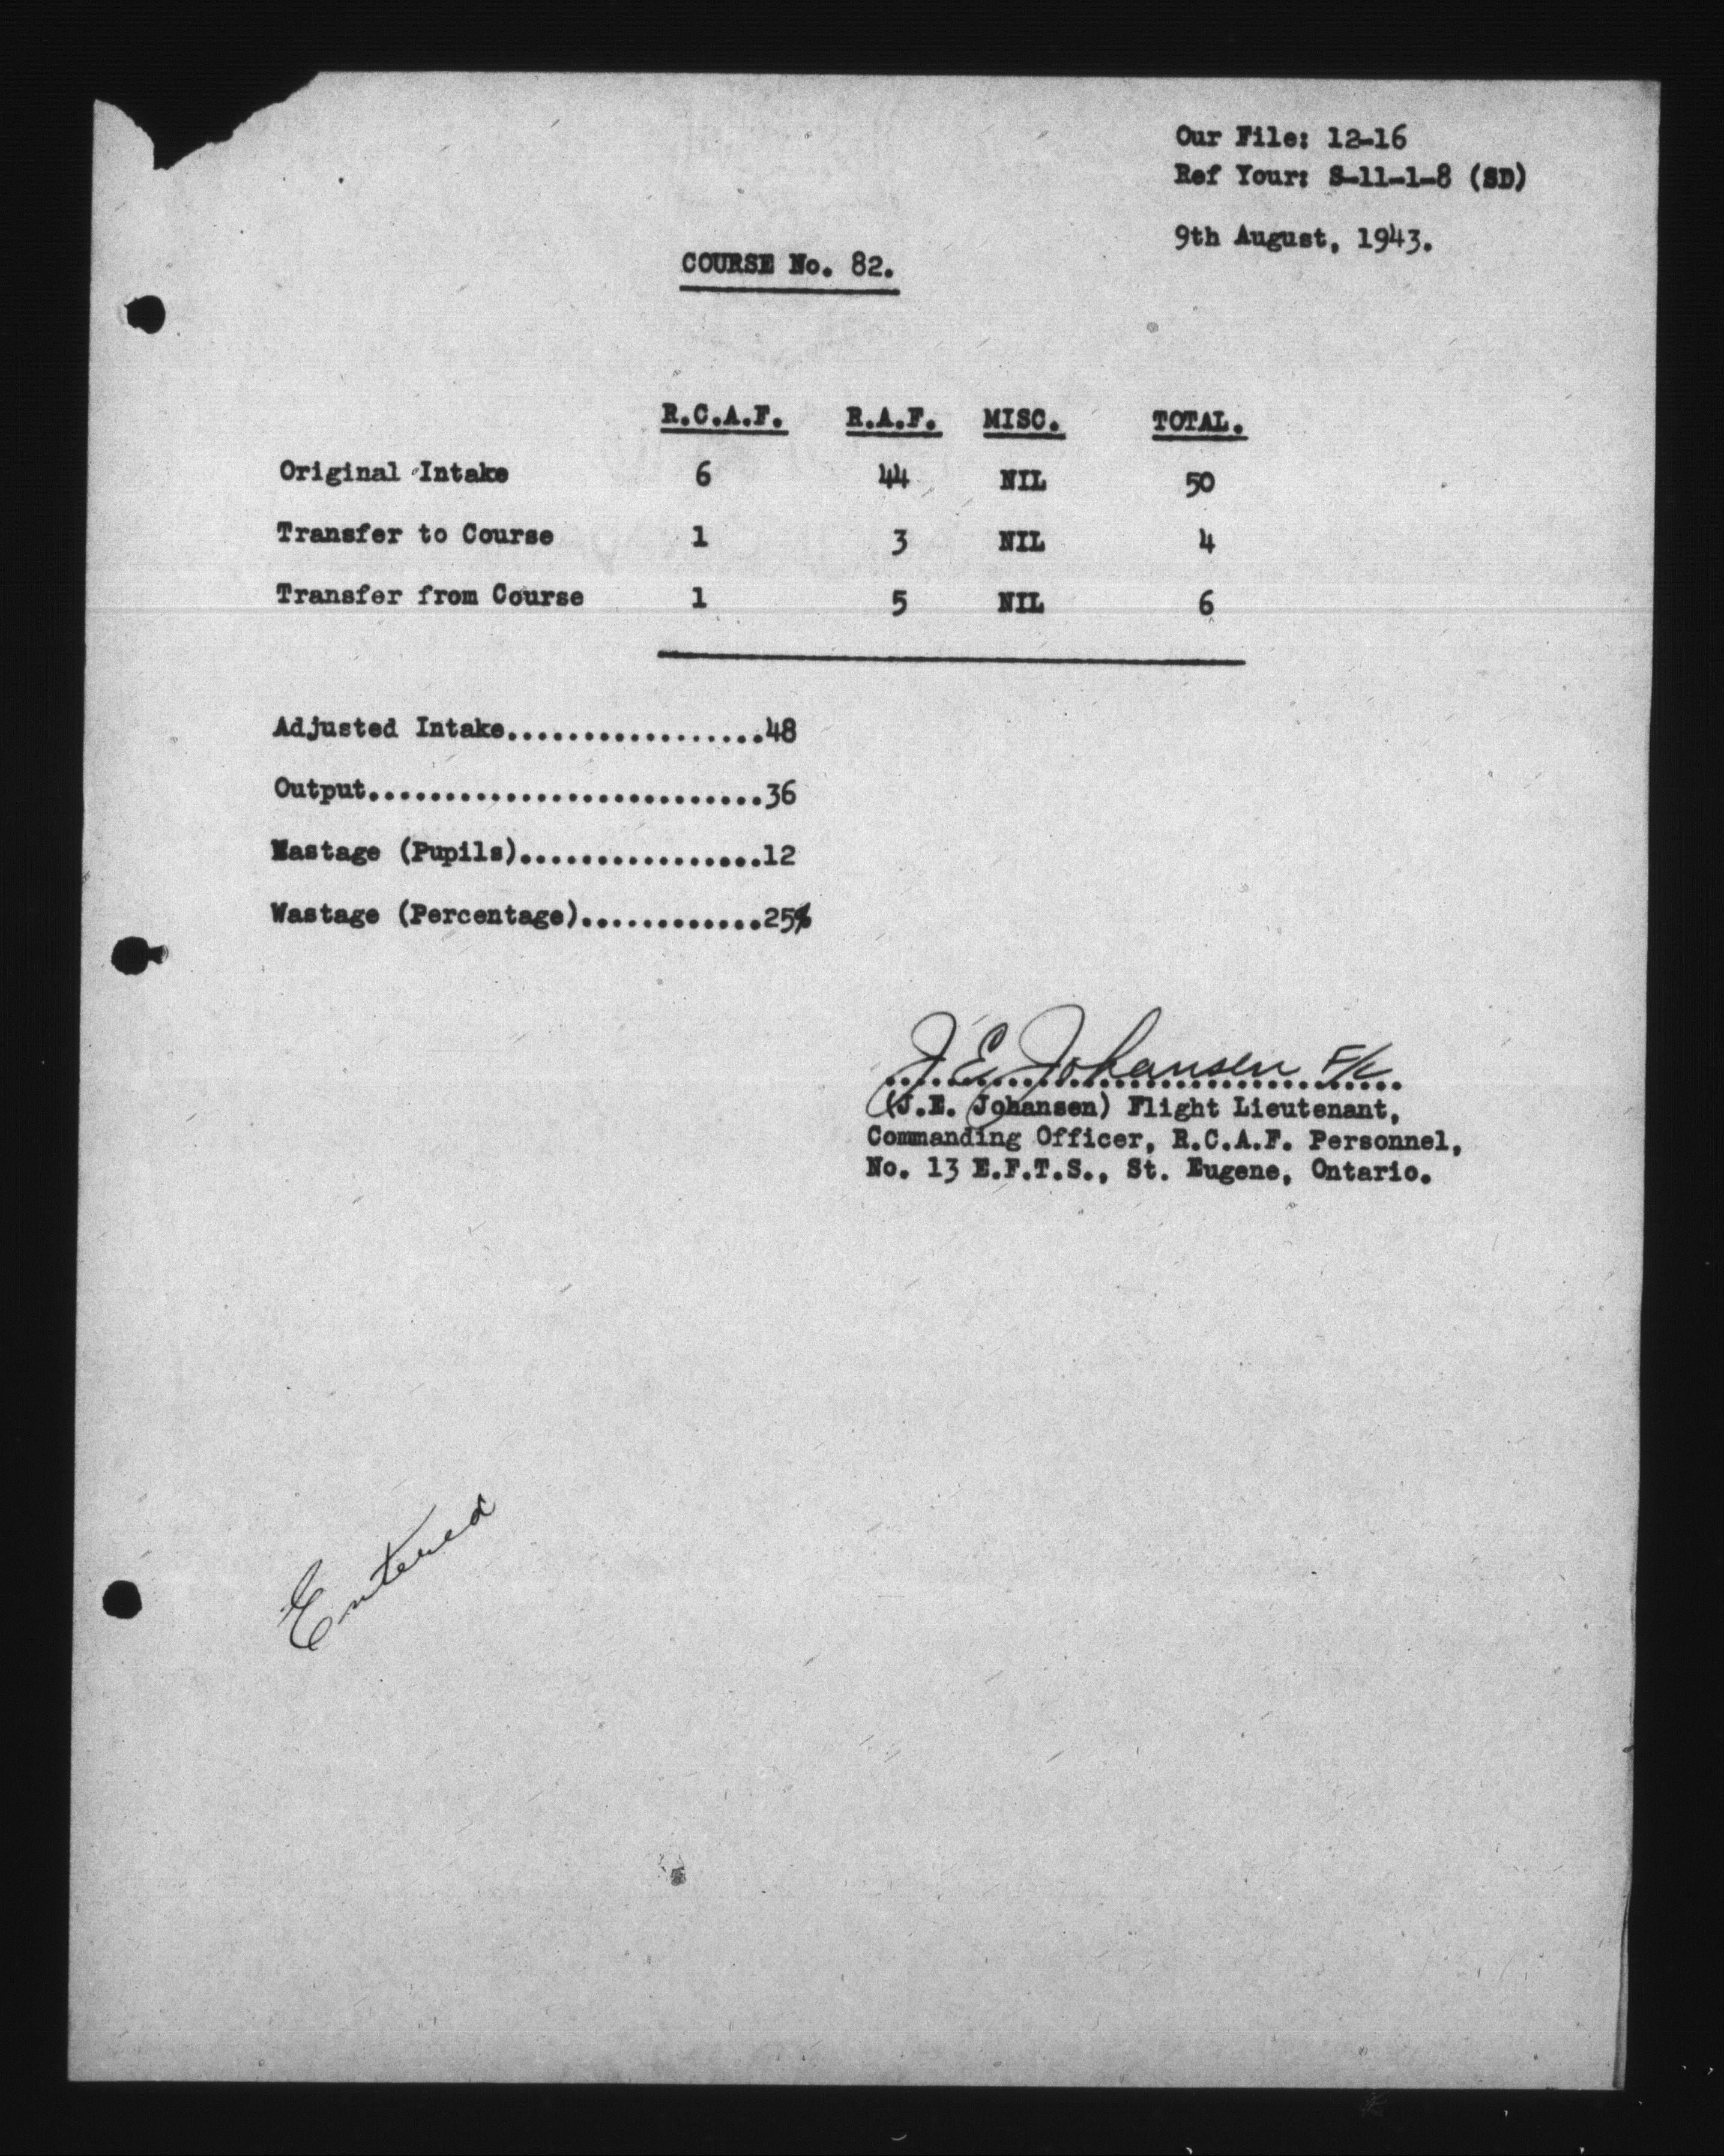 Our File: 12-16
Ref Your: S-11-1-8 (SD)
9th August, 1943.
COURSE No. 82.
R.C.A.F. R.A.F. MISC. TOTAL.
Original Intake 6 44 NIL 50
Transfer to Course 1 3 NIL 4
Transfer from Course 1 5 NIL 6
Adjusted Intake.................48
Output..........................36
Wastage (Pupils)................12
Wastage (Percentage)............25%
J.E. Johansen F/L
(J.E. Johansen) Flight Lieutenant,
Commanding Officer, R.C.A.F. Personnel,
No. 13 E.F.T.S., St. Eugene, Ontario.
Entered